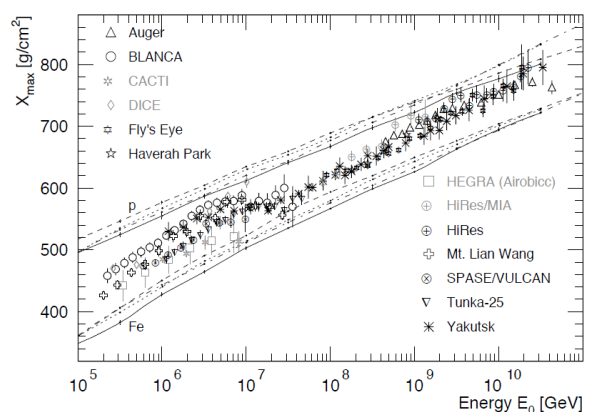 X_max [g/cm²]
800
700
600
500
400
Auger
BLANCA
CACTI
DICE
Fly's Eye
Haverah Park
p
Fe
HEGRA (Airobicc)
HiRes/MIA
HiRes
Mt. Lian Wang
SPASE/VULCAN
Tunka-25
Yakutsk
10⁵ 10⁶ 10⁷ 10⁸ 10⁹ 10¹⁰
Energy E₀ [GeV]